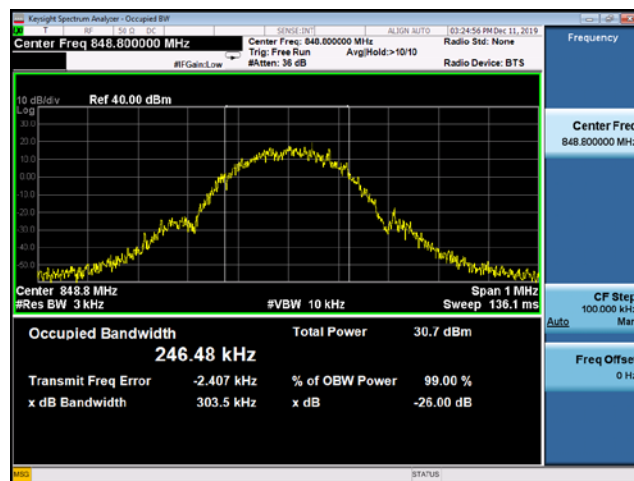 Keysight Spectrum Analyzer - Occupied BW
T RF 50 Ω DC SENSE:INT ALIGN AUTO 03:24:56 PM Dec 11, 2019
Center Freq 848.800000 MHz
Center Freq: 848.800000 MHz Radio Std: None
Trig: Free Run Avg|Hold:>10/10
#IFGain:Low #Atten: 36 dB Radio Device: BTS
Frequency
10 dB/div Ref 40.00 dBm
Log
30.0
20.0
10.0
0.00
-10.0
-20.0
-30.0
-40.0
-50.0
Center 848.8 MHz Span 1 MHz
#Res BW 3 kHz #VBW 10 kHz Sweep 136.1 ms
Center Freq
848.800000 MHz
CF Step
100.000 kHz
Auto Man
Freq Offset
0 Hz
Occupied Bandwidth Total Power 30.7 dBm
246.48 kHz
Transmit Freq Error -2.407 kHz % of OBW Power 99.00 %
x dB Bandwidth 303.5 kHz x dB -26.00 dB
MSG STATUS